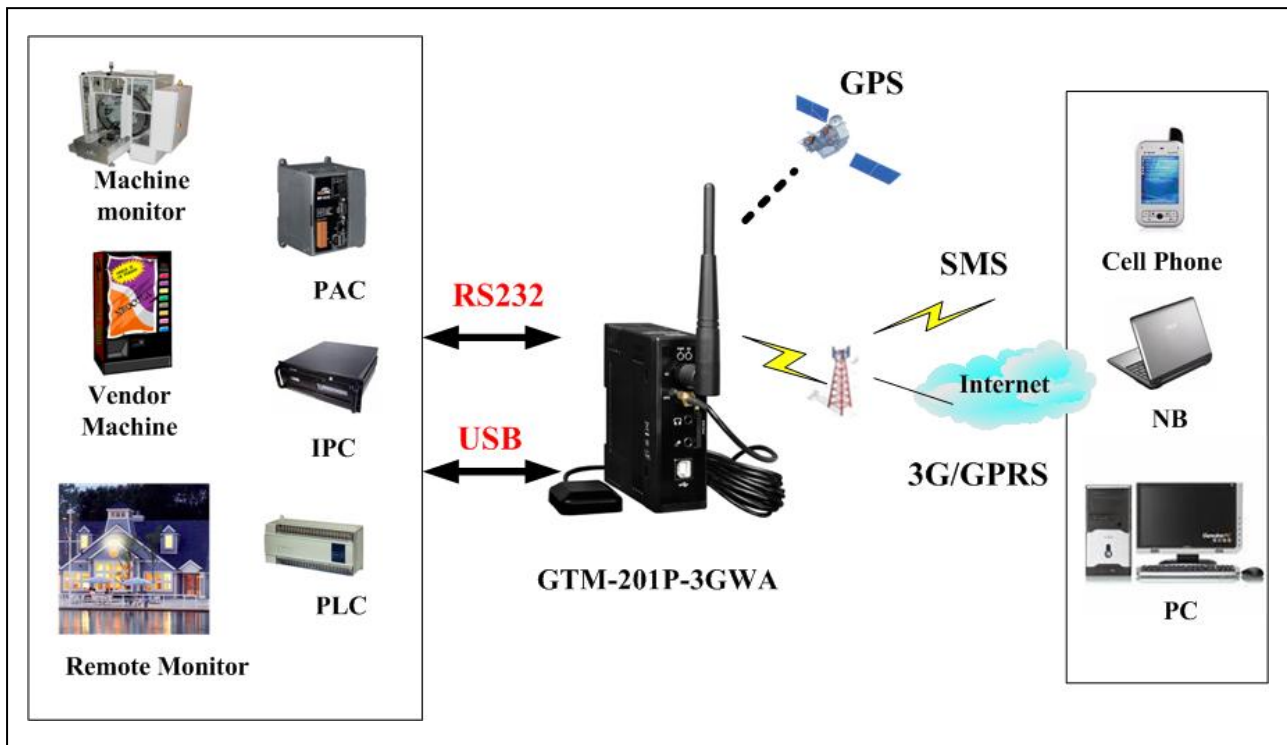 Machine
monitor
PAC
Vendor
Machine
IPC
Remote Monitor
PLC
RS232
USB
GTM-201P-3GWA
GPS
SMS
Internet
3G/GPRS
Cell Phone
NB
PC